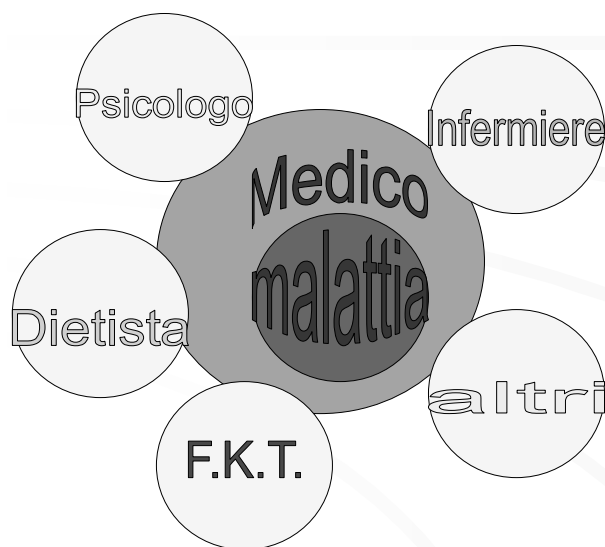 Psicologo
Infermiere
Medico
malattia
Dietista
altri
F.K.T.